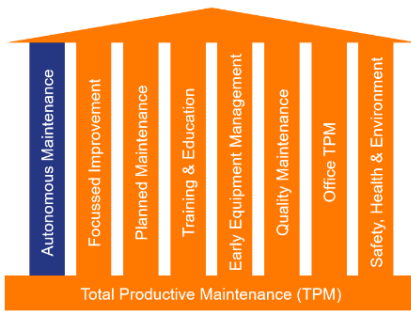 Autonomous Maintenance
Focussed Improvement
Planned Maintenance
Training & Education
Early Equipment Management
Quality Maintenance
Office TPM
Safety, Health & Environment
Total Productive Maintenance (TPM)